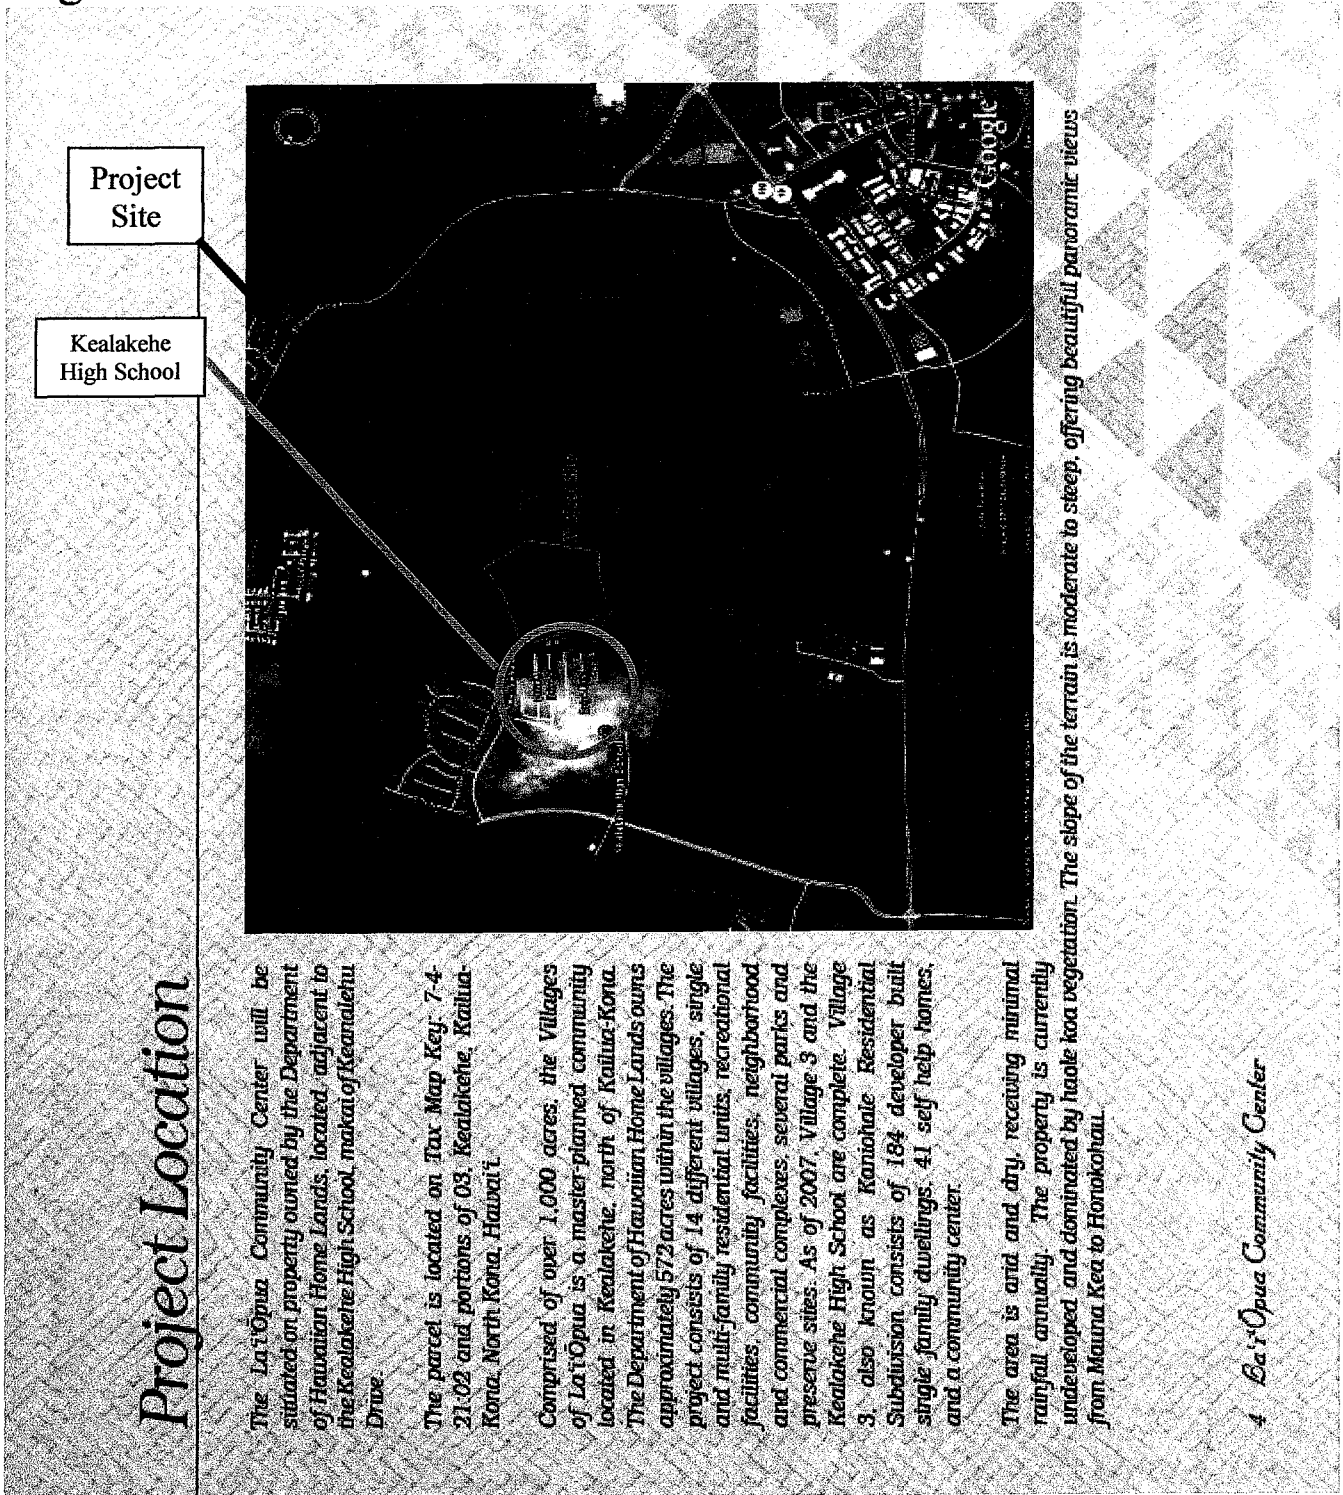 Project Location
The La'i'Ōpua Community Center will be
situated on property owned by the Department
of Hawaiian Home Lands, located, adjacent to
the Kealakehe High School, makai of Keanalehu
Drive.
The parcel is located on Tax Map Key: 7-4-
21:02 and portions of 03, Kealakehe, Kailua-
Kona, North Kona, Hawai'i.
Comprised of over 1,000 acres, the Villages
of La'i'Ōpua is a master-planned community
located in Kealakehe, north of Kailua-Kona.
The Department of Hawaiian Home Lands owns
approximately 572 acres within the villages. The
project consists of 14 different villages, single
and multi-family residential units, recreational
facilities, community facilities, neighborhood
and commercial complexes, several parks and
preserve sites. As of 2007, Village 3 and the
Kealakehe High School are complete. Village
3, also known as Kaniohale Residential
Subdivision consists of 184 developer built
single family dwellings, 41 self help homes,
and a community center.
The area is arid and dry, receiving minimal
rainfall annually. The property is currently
undeveloped and dominated by haole koa vegetation. The slope of the terrain is moderate to steep, offering beautiful panoramic views
from Mauna Kea to Honokohau.
Project
Site
Kealakehe
High School
Google
4 La'i'Ōpua Community Center